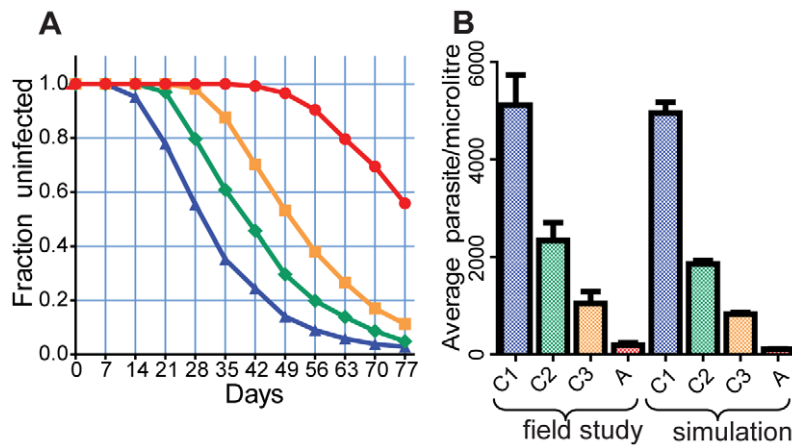 A
Fraction uninfected
1.0
0.8
0.6
0.4
0.2
0.0
0 7 14 21 28 35 42 49 56 63 70 77
Days
B
Average parasite/microlitre
6000
4000
2000
0
C1 C2 C3 A C1 C2 C3 A
field study simulation